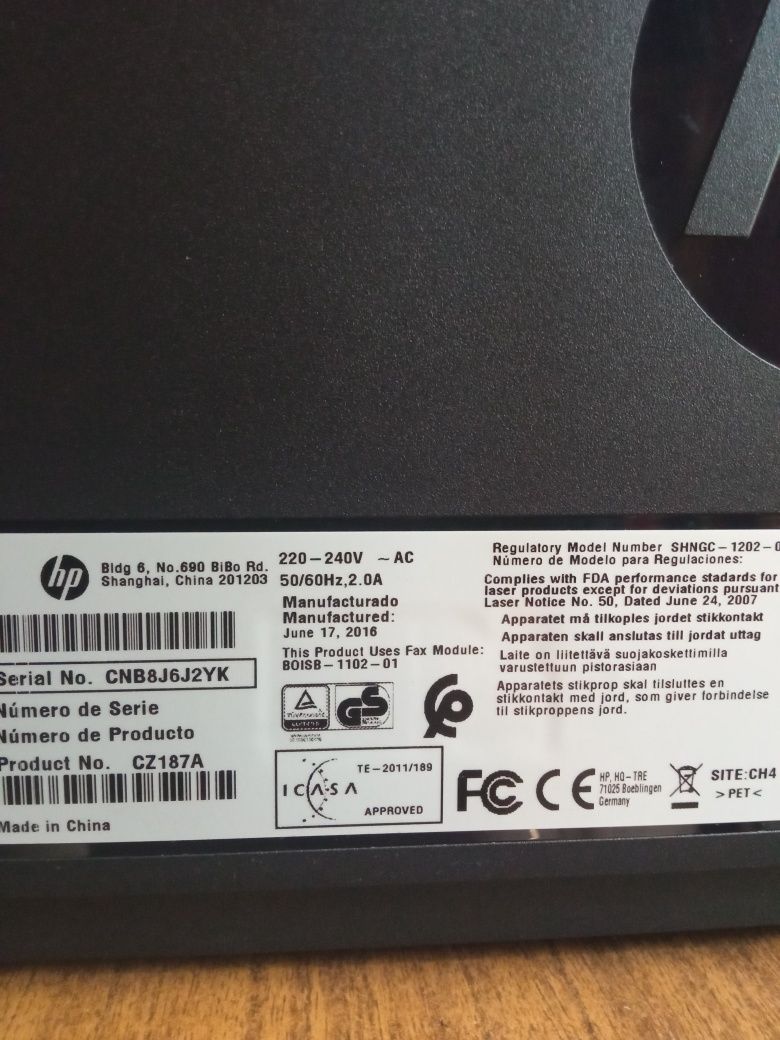 hp
Bldg 6, No.690 BiBo Rd.
Shanghai, China 201203
Serial No. CNB8J6J2YK
Número de Serie
Número de Producto
Product No. CZ187A
Made in China
220-240V ~ AC
50/60Hz,2.0A
Manufacturado
Manufactured:
June 17, 2016
This Product Uses Fax Module:
BOISB-1102-01
GS
TE-2011/189
ICASA
APPROVED
Regulatory Model Number SHNGC-1202-0
Número de Modelo para Regulaciones:
Complies with FDA performance stadards for
laser products except for deviations pursuant
Laser Notice No. 50, Dated June 24, 2007
Apparatet må tilkoples jordet stikkontakt
Apparaten skall anslutas till jordat uttag
Laite on liitettävä suojakoskettimilla
varustettuun pistorasiaan
Apparatets stikprop skal tilsluttes en
stikkontakt med jord, som giver forbindelse
til stikproppens jord.
FC CE
HP, HQ-TRE
71025 Boeblingen
Germany
SITE:CH4
>PET<